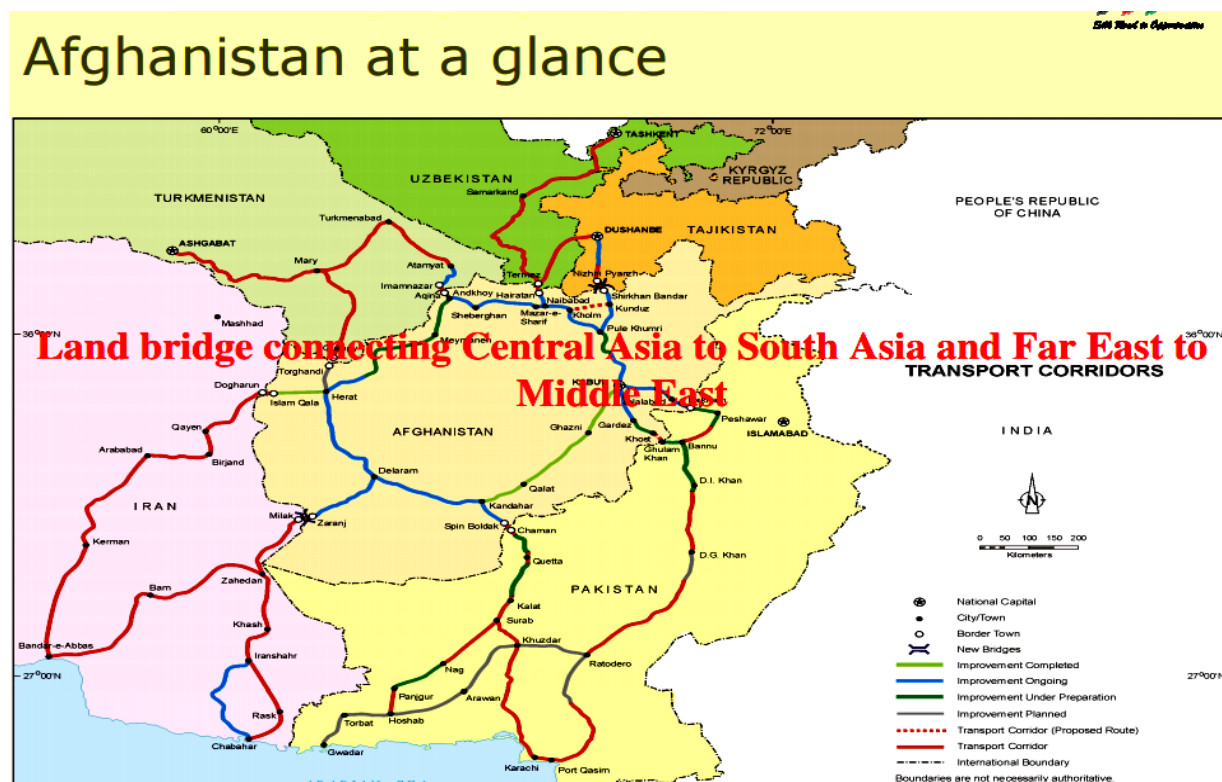 Silk Road to Opportunities
Afghanistan at a glance
60°00'E
72°00'E
TASHKENT
KYRGYZ
REPUBLIC
UZBEKISTAN
Samarkand
TURKMENISTAN
PEOPLE'S REPUBLIC
OF CHINA
Turkmenabad
DUSHANBE
TAJIKISTAN
ASHGABAT
Mary
Atamyat
Termez
Nizhni Pyanzh
Imamnazar
Aqina
Andkhoy
Hairatan
Naibabad
Shirkhan Bandar
Sheberghan
Mazar-e-
Sharif
Kholm
Kunduz
Mashhad
Pule Khumri
36°00'N
36°00'N
Meymaneh
Land bridge connecting Central Asia to South Asia and Far East to
Middle East
TRANSPORT CORRIDORS
Torghandi
Dogharun
Islam Qala
Herat
Peshawar
ISLAMABAD
Qayen
Ghazni
Gardez
AFGHANISTAN
Khost
Ghulam
Khan
Bannu
INDIA
Arababad
Birjand
Delaram
D.I. Khan
Qalat
IRAN
Kandahar
N
Milak
Zaranj
Spin Boldak
Chaman
0 50 100 150 200
Kilometers
Kerman
D.G. Khan
Quetta
Zahedan
Bam
PAKISTAN
Kalat
National Capital
Surab
City/Town
Khash
Border Town
Bandar-e-Abbas
Khuzdar
New Bridges
Iranshahr
Ratodero
Improvement Completed
Nag
27°00'N
27°00'N
Improvement Ongoing
Panjgur
Arawan
Improvement Under Preparation
Rask
Torbat
Hoshab
Improvement Planned
Transport Corridor (Proposed Route)
Chabahar
Gwadar
Transport Corridor
Karachi
Port Qasim
International Boundary
Boundaries are not necessarily authoritative.